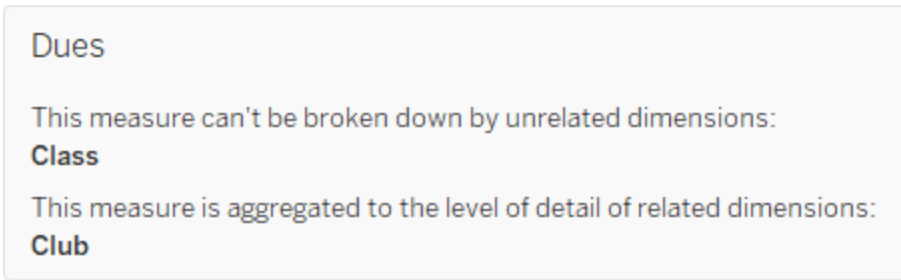 Dues
This measure can't be broken down by unrelated dimensions:
Class
This measure is aggregated to the level of detail of related dimensions:
Club